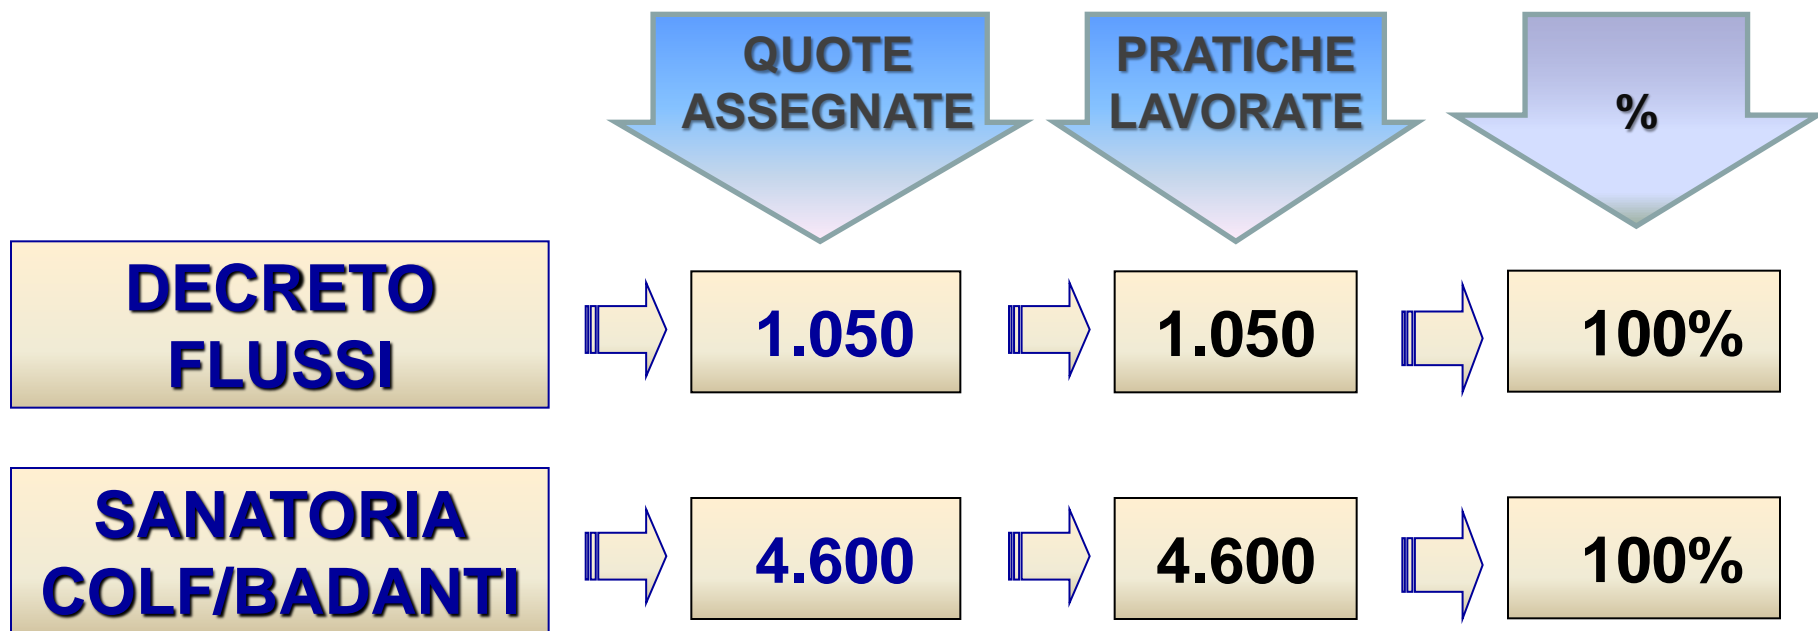 QUOTE
ASSEGNATE
PRATICHE
LAVORATE
%
DECRETO
FLUSSI
1.050
1.050
100%
SANATORIA
COLF/BADANTI
4.600
4.600
100%